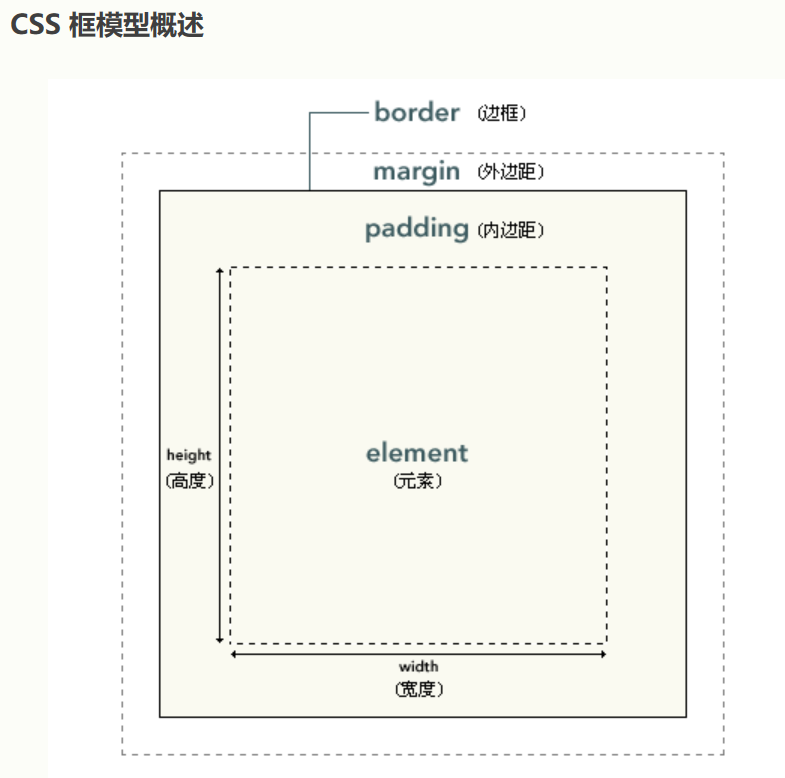 CSS 框模型概述
border (边框)
margin (外边距)
padding (内边距)
height
(高度)
element
(元素)
width
(宽度)